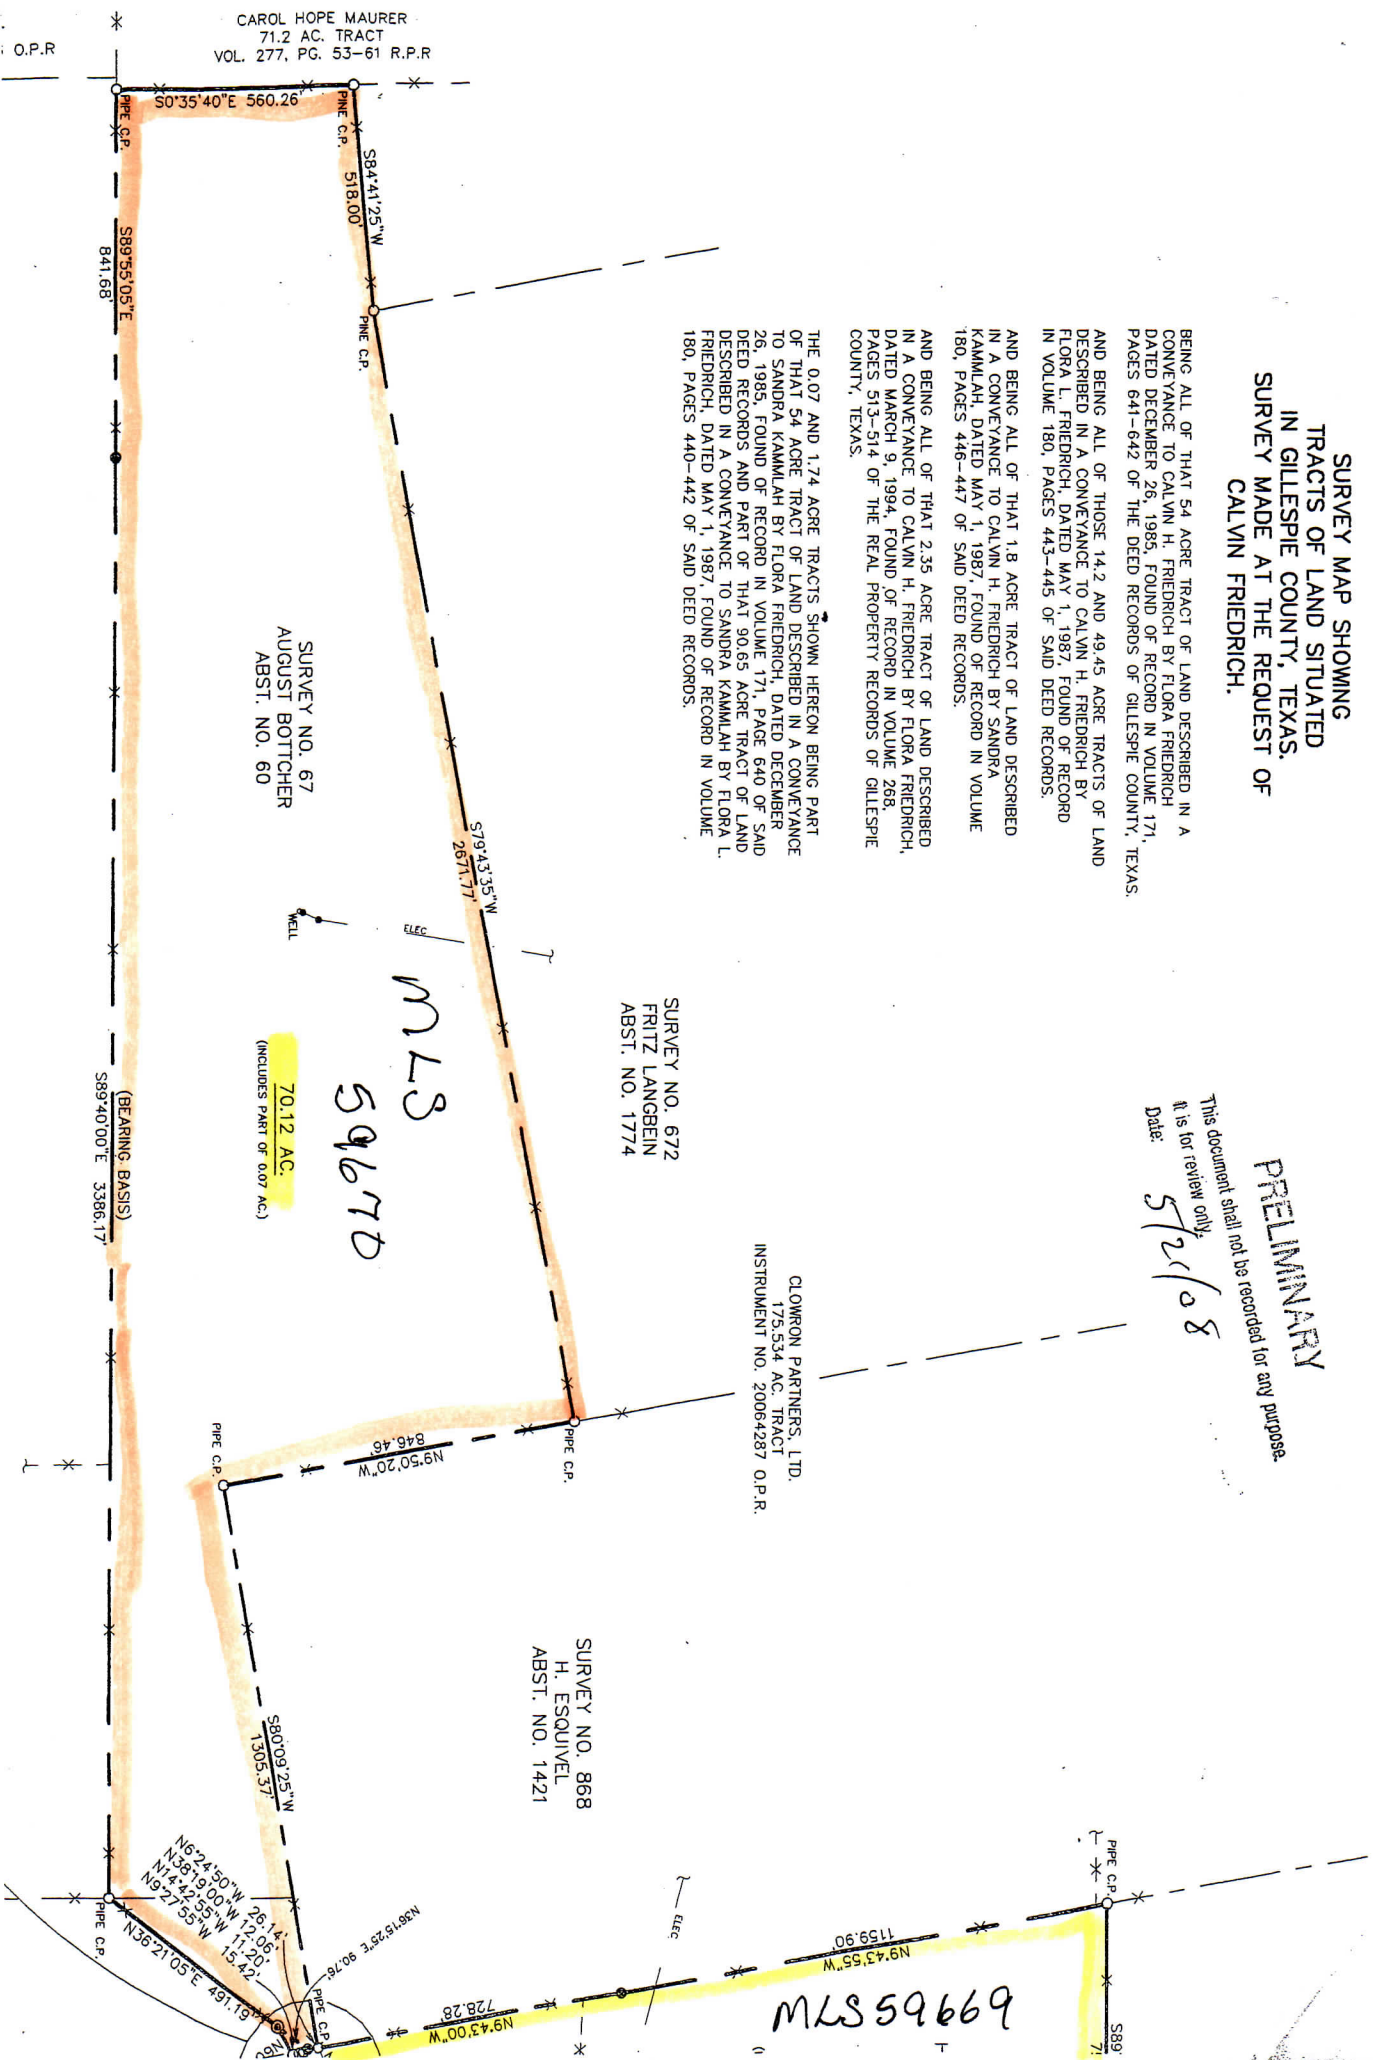 SURVEY MAP SHOWING
TRACTS OF LAND SITUATED
IN GILLESPIE COUNTY, TEXAS.
SURVEY MADE AT THE REQUEST OF
CALVIN FRIEDRICH.
BEING ALL OF THAT 54 ACRE TRACT OF LAND DESCRIBED IN A
CONVEYANCE TO CALVIN H. FRIEDRICH BY FLORA FRIEDRICH
DATED DECEMBER 26, 1985, FOUND OF RECORD IN VOLUME 171,
PAGES 641-642 OF THE DEED RECORDS OF GILLESPIE COUNTY, TEXAS.
AND BEING ALL OF THOSE 14.2 AND 49.45 ACRE TRACTS OF LAND
DESCRIBED IN A CONVEYANCE TO CALVIN H. FRIEDRICH BY
FLORA L. FRIEDRICH, DATED MAY 1, 1987, FOUND OF RECORD
IN VOLUME 180, PAGES 443-445 OF SAID DEED RECORDS.
AND BEING ALL OF THAT 1.8 ACRE TRACT OF LAND DESCRIBED
IN A CONVEYANCE TO CALVIN H. FRIEDRICH BY SANDRA
KAMMLAH, DATED MAY 1, 1987, FOUND OF RECORD IN VOLUME
180, PAGES 446-447 OF SAID DEED RECORDS.
AND BEING ALL OF THAT 2.35 ACRE TRACT OF LAND DESCRIBED
IN A CONVEYANCE TO CALVIN H. FRIEDRICH BY FLORA FRIEDRICH,
DATED MARCH 9, 1994, FOUND OF RECORD IN VOLUME 268,
PAGES 513-514 OF THE REAL PROPERTY RECORDS OF GILLESPIE
COUNTY, TEXAS.
THE 0.07 AND 1.74 ACRE TRACTS SHOWN HEREON BEING PART
OF THAT 54 ACRE TRACT OF LAND DESCRIBED IN A CONVEYANCE
TO SANDRA KAMMLAH BY FLORA FRIEDRICH, DATED DECEMBER
26, 1985, FOUND OF RECORD IN VOLUME 171, PAGE 640 OF SAID
DEED RECORDS AND PART OF THAT 90.65 ACRE TRACT OF LAND
DESCRIBED IN A CONVEYANCE TO SANDRA KAMMLAH BY FLORA L.
FRIEDRICH, DATED MAY 1, 1987, FOUND OF RECORD IN VOLUME
180, PAGES 440-442 OF SAID DEED RECORDS.
PRELIMINARY
This document shall not be recorded for any purpose.
It is for review only.
Date: 5/21/08
CAROL HOPE MAURER
71.2 AC. TRACT
VOL. 277, PG. 53-61 R.P.R
O.P.R
S0°35'40"E 560.26'
PIPE C.P.
PINE C.P.
S84°41'25"W
518.00'
PINE C.P.
S89°55'05"E
841.68'
S79°43'35"W
2671.77'
SURVEY NO. 67
AUGUST BOTTCHER
ABST. NO. 60
WELL
ELEC
MLS
59670
70.12 AC.
(INCLUDES PART OF 0.07 AC.)
(BEARING BASIS)
S89°40'00"E 3386.17'
SURVEY NO. 672
FRITZ LANGBEIN
ABST. NO. 1774
CLOWRON PARTNERS, LTD.
175.534 AC. TRACT
INSTRUMENT NO. 20064287 O.P.R.
PIPE C.P.
N9°50'20"W
846.46'
PIPE C.P.
SURVEY NO. 868
H. ESQUIVEL
ABST. NO. 1421
S80°09'25"W
1305.37'
N6°24'50"W 26.14'
N38°19'00"W 12.06'
N14°42'55"W 11.20'
N9°27'55"W 15.42'
N36°21'05"E 491.19'
N36°15'25"E 90.76'
PIPE C.P.
PIPE C.P.
N9°43'00"W
728.28'
ELEC
N9°43'55"W
1159.90'
PIPE C.P.
MLS 59669
S89°